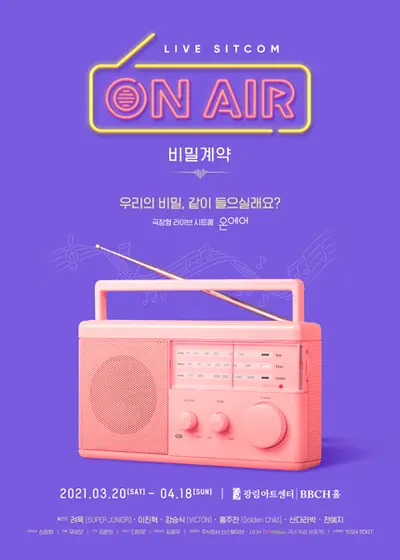 LIVE SITCOM
ON AIR
비밀계약
우리의 비밀, 같이 들으실래요?
극장형 라이브 시트콤 온에어
2021.03.20(SAT) – 04.18(SUN) | 광림아트센터 | BBCH홀
려욱 [SUPER JUNIOR] · 이진혁 · 강승식 [VICTON] · 홍주찬 [Golden Child] · 산다라박 · 전예지